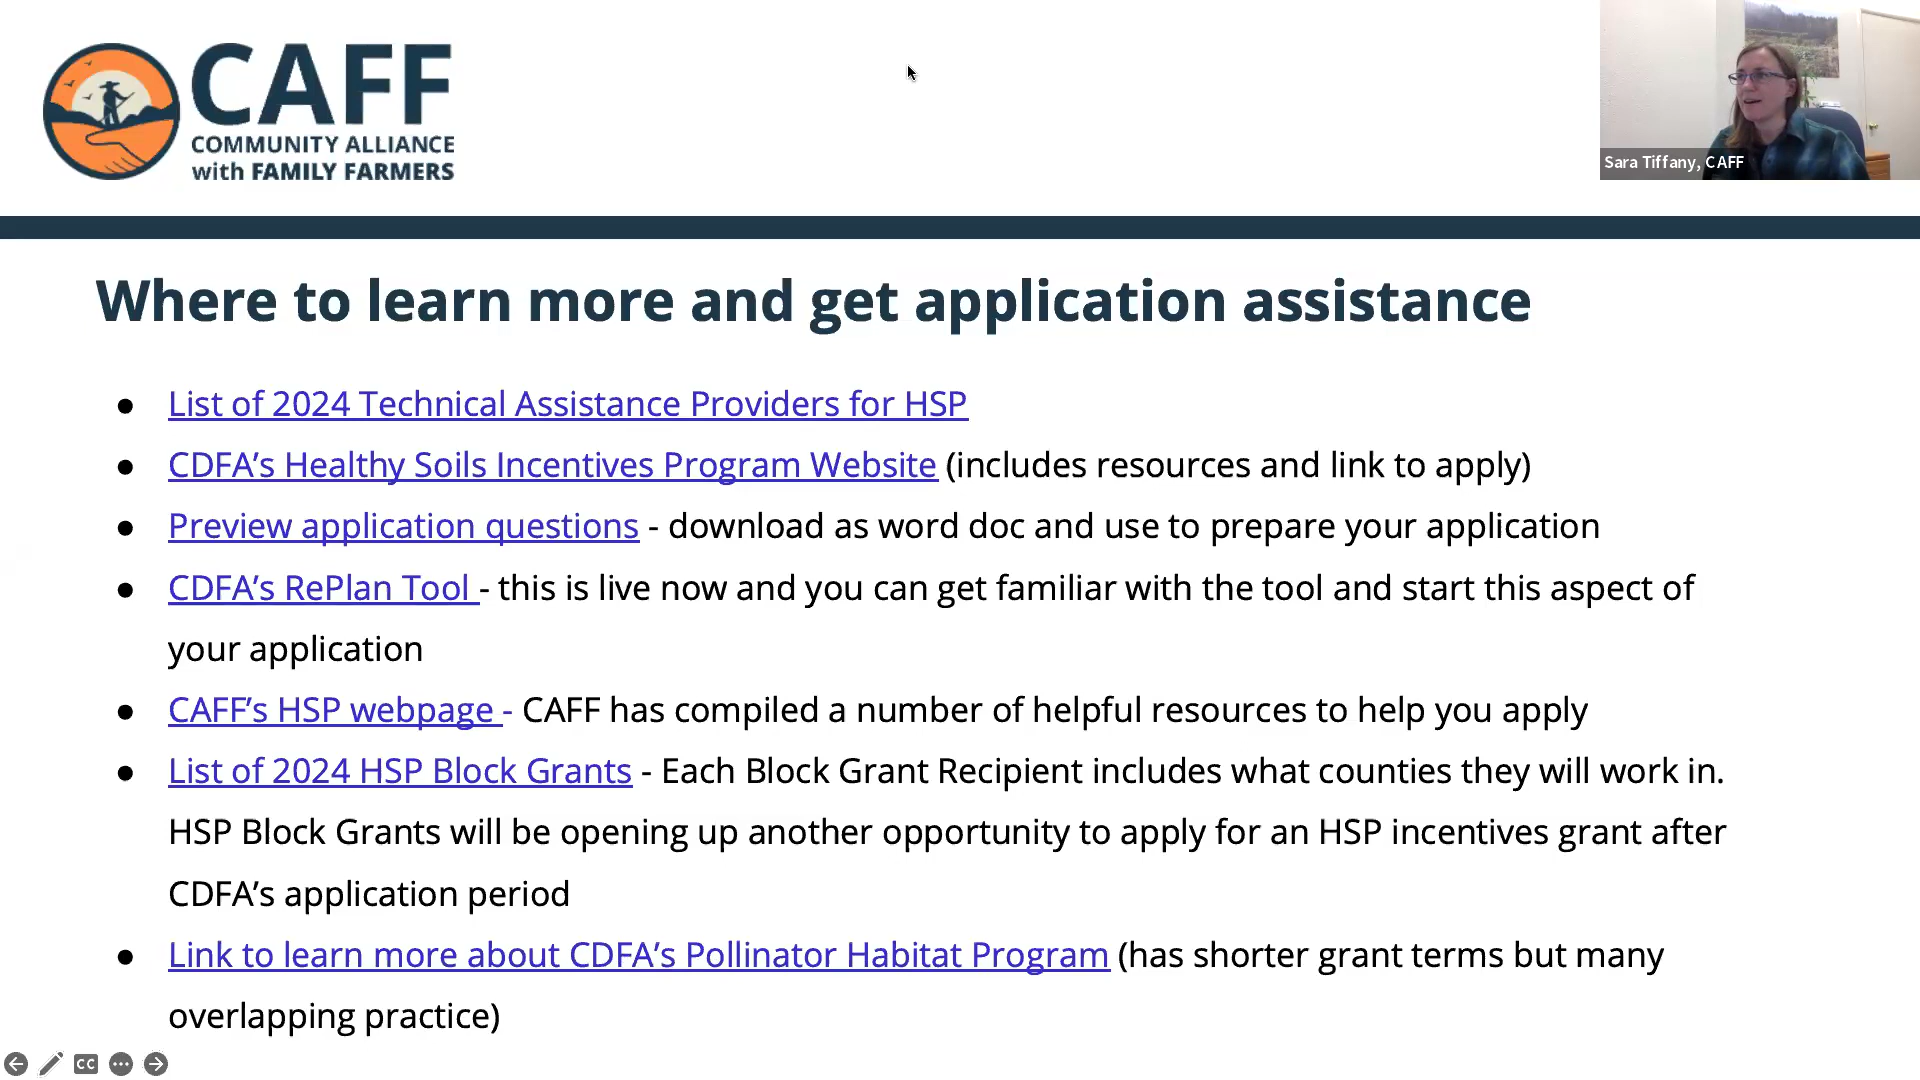 CAFF
COMMUNITY ALLIANCE
with FAMILY FARMERS
Sara Tiffany, CAFF
Where to learn more and get application assistance
● List of 2024 Technical Assistance Providers for HSP
● CDFA’s Healthy Soils Incentives Program Website (includes resources and link to apply)
● Preview application questions - download as word doc and use to prepare your application
● CDFA’s RePlan Tool - this is live now and you can get familiar with the tool and start this aspect of
your application
● CAFF’s HSP webpage - CAFF has compiled a number of helpful resources to help you apply
● List of 2024 HSP Block Grants - Each Block Grant Recipient includes what counties they will work in.
HSP Block Grants will be opening up another opportunity to apply for an HSP incentives grant after
CDFA’s application period
● Link to learn more about CDFA’s Pollinator Habitat Program (has shorter grant terms but many
overlapping practice)
CC